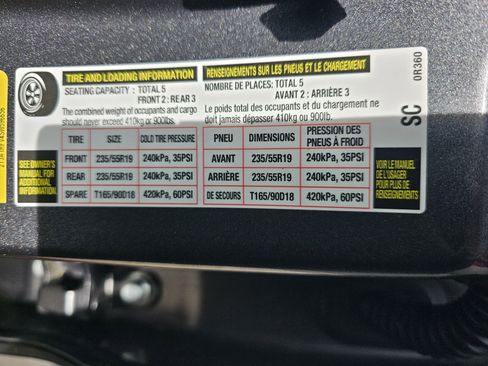 TIRE AND LOADING INFORMATION
SEATING CAPACITY : TOTAL 5
FRONT 2 : REAR 3
The combined weight of occupants and cargo
should never exceed 410kg or 900lbs.
TIRE SIZE COLD TIRE PRESSURE
FRONT 235/55R19 240kPa, 35PSI
REAR 235/55R19 240kPa, 35PSI
SPARE T165/90D18 420kPa, 60PSI
SEE OWNER'S
MANUAL FOR
ADDITIONAL
INFORMATION
RENSEIGNEMENTS SUR LES PNEUS ET LE CHARGEMENT
NOMBRE DE PLACES: TOTAL 5
AVANT 2 : ARRIÈRE 3
Le poids total des occupants et du chargement ne
doit jamais dépasser 410kg ou 900lb.
PNEU DIMENSIONS PRESSION DES
PNEUS À FROID
AVANT 235/55R19 240kPa, 35PSI
ARRIÈRE 235/55R19 240kPa, 35PSI
DE SECOURS T165/90D18 420kPa, 60PSI
VOIR LE MANUEL
DE L'USAGER
POUR PLUS DE
RENSEIGNEMENTS
0R360
SC